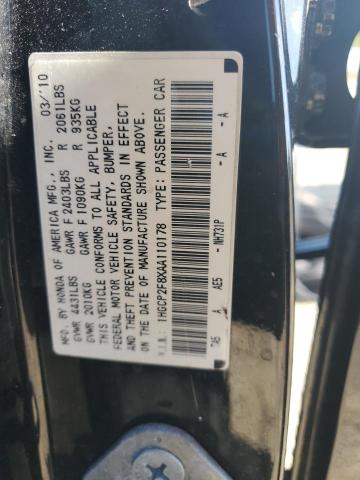 MFD. BY HONDA OF AMERICA MFG., INC. 03/'10
GVWR 4431LBS GAWR F 2403LBS R 2061LBS
GVWR 2010KG GAWR F 1090KG R 935KG
THIS VEHICLE CONFORMS TO ALL APPLICABLE
FEDERAL MOTOR VEHICLE SAFETY, BUMPER,
AND THEFT PREVENTION STANDARDS IN EFFECT
ON THE DATE OF MANUFACTURE SHOWN ABOVE.
V.I.N. 1HGCP2F8XAA110178 TYPE: PASSENGER CAR
TA5 A AE5 - NH731P - A - A